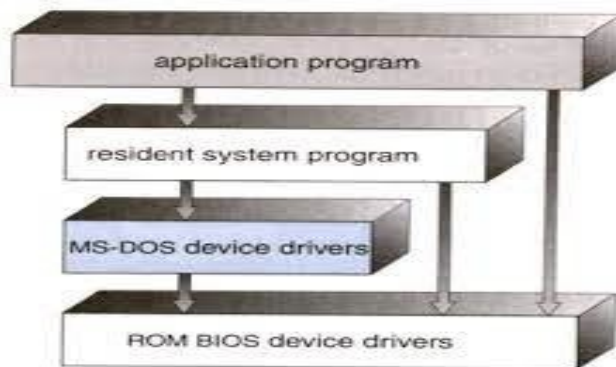 application program
resident system program
MS-DOS device drivers
ROM BIOS device drivers